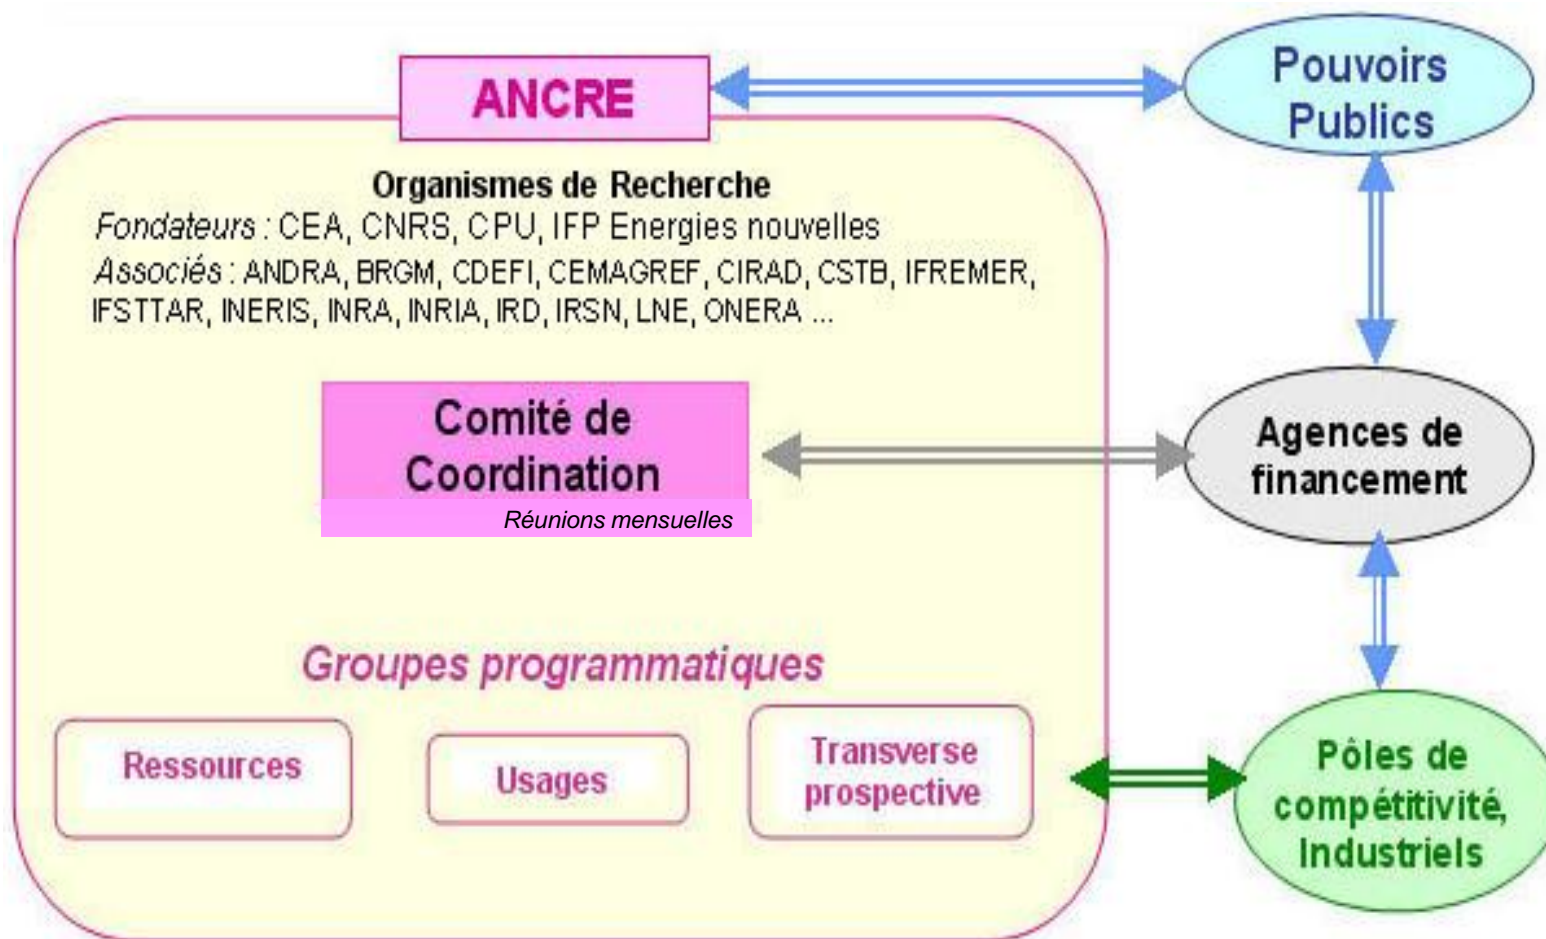 ANCRE
Pouvoirs
Publics
Organismes de Recherche
Fondateurs : CEA, CNRS, CPU, IFP Energies nouvelles
Associés : ANDRA, BRGM, CDEFI, CEMAGREF, CIRAD, CSTB, IFREMER,
IFSTTAR, INERIS, INRA, INRIA, IRD, IRSN, LNE, ONERA ...
Comité de
Coordination
Réunions mensuelles
Agences de
financement
Groupes programmatiques
Ressources
Usages
Transverse
prospective
Pôles de
compétitivité,
Industriels